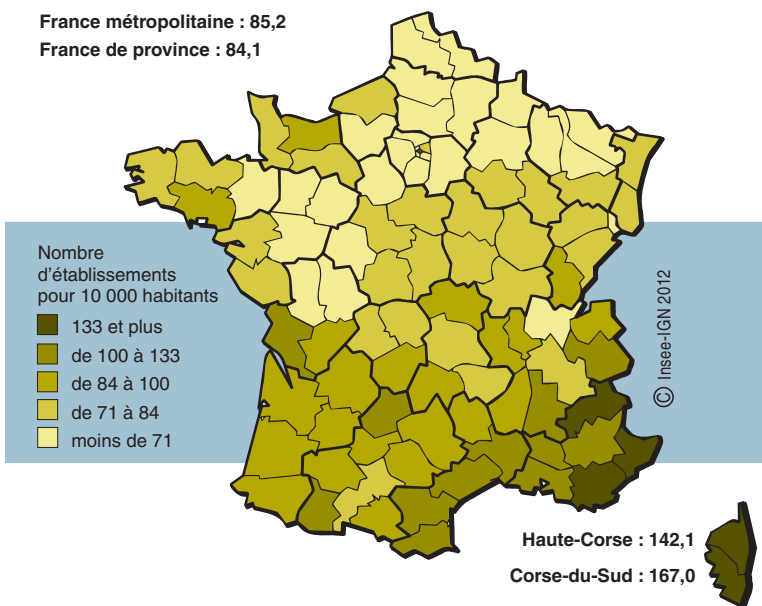 France métropolitaine : 85,2
France de province : 84,1
Nombre
d'établissements
pour 10 000 habitants
133 et plus
de 100 à 133
de 84 à 100
de 71 à 84
moins de 71
© Insee-IGN 2012
Haute-Corse : 142,1
Corse-du-Sud : 167,0